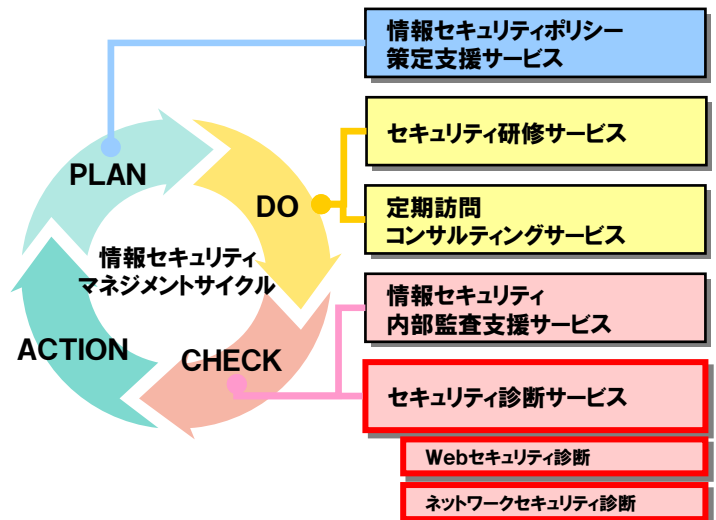 情報セキュリティポリシー
策定支援サービス
セキュリティ研修サービス
定期訪問
コンサルティングサービス
情報セキュリティ
内部監査支援サービス
セキュリティ診断サービス
Webセキュリティ診断
ネットワークセキュリティ診断
PLAN
DO
CHECK
ACTION
情報セキュリティ
マネジメントサイクル